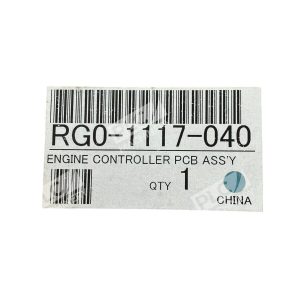 RG0-1117-040
ENGINE CONTROLLER PCB ASS'Y
QTY 1
CHINA